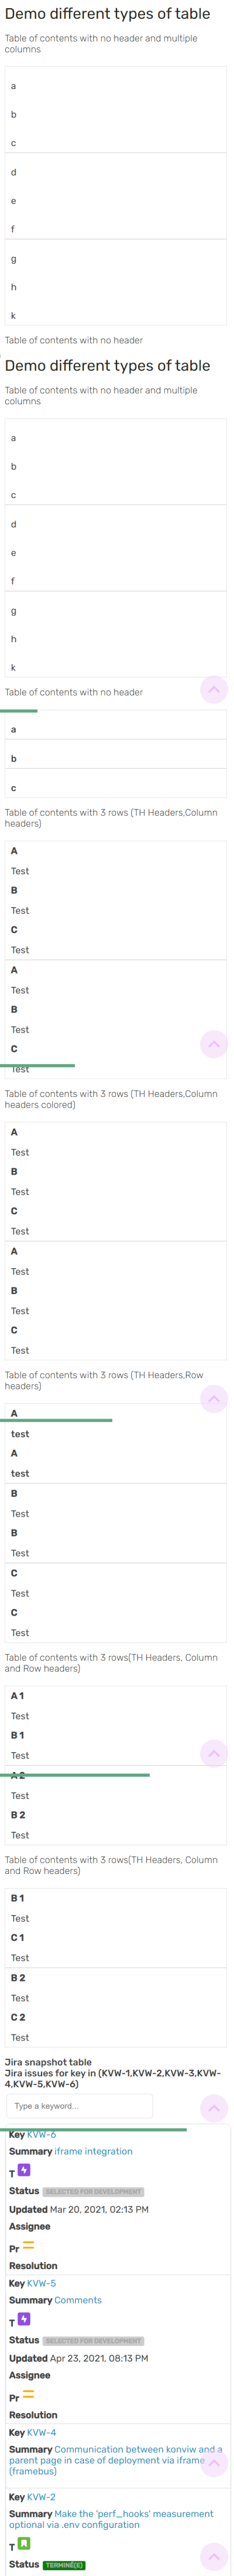 Demo different types of table
Table of contents with no header and multiple
columns
a
b
c
d
e
f
g
h
k
Table of contents with no header
Demo different types of table
Table of contents with no header and multiple
columns
a
b
c
d
e
f
g
h
k
Table of contents with no header
a
b
c
Table of contents with 3 rows (TH Headers,Column
headers)
A
Test
B
Test
C
Test
A
Test
B
Test
C
Test
Table of contents with 3 rows (TH Headers,Column
headers colored)
A
Test
B
Test
C
Test
A
Test
B
Test
C
Test
Table of contents with 3 rows (TH Headers,Row
headers)
A
test
A
test
B
Test
B
Test
C
Test
C
Test
Table of contents with 3 rows(TH Headers, Column
and Row headers)
A 1
Test
B 1
Test
A 2
Test
B 2
Test
Table of contents with 3 rows(TH Headers, Column
and Row headers)
B 1
Test
C 1
Test
B 2
Test
C 2
Test
Jira snapshot table
Jira issues for key in (KVW-1,KVW-2,KVW-3,KVW-
4,KVW-5,KVW-6)
Type a keyword...
Key KVW-6
Summary iframe integration
T
Status SELECTED FOR DEVELOPMENT
Updated Mar 20, 2021, 02:13 PM
Assignee
Pr
Resolution
Key KVW-5
Summary Comments
T
Status SELECTED FOR DEVELOPMENT
Updated Apr 23, 2021, 08:13 PM
Assignee
Pr
Resolution
Key KVW-4
Summary Communication between konviw and a
parent page in case of deployment via iframe
(framebus)
Key KVW-2
Summary Make the 'perf_hooks' measurement
optional via .env configuration
T
Status TERMINÉ(E)